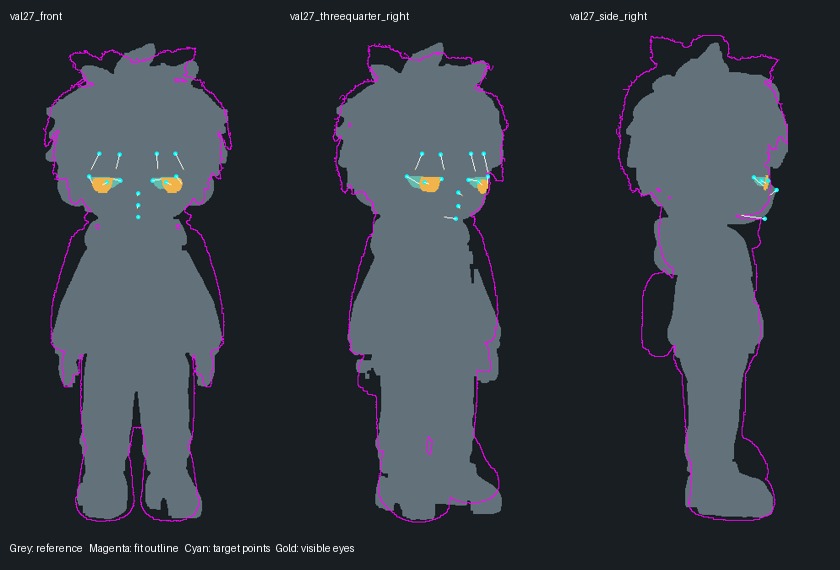 val27_front
val27_threequarter_right
val27_side_right
Grey: reference  Magenta: fit outline  Cyan: target points  Gold: visible eyes